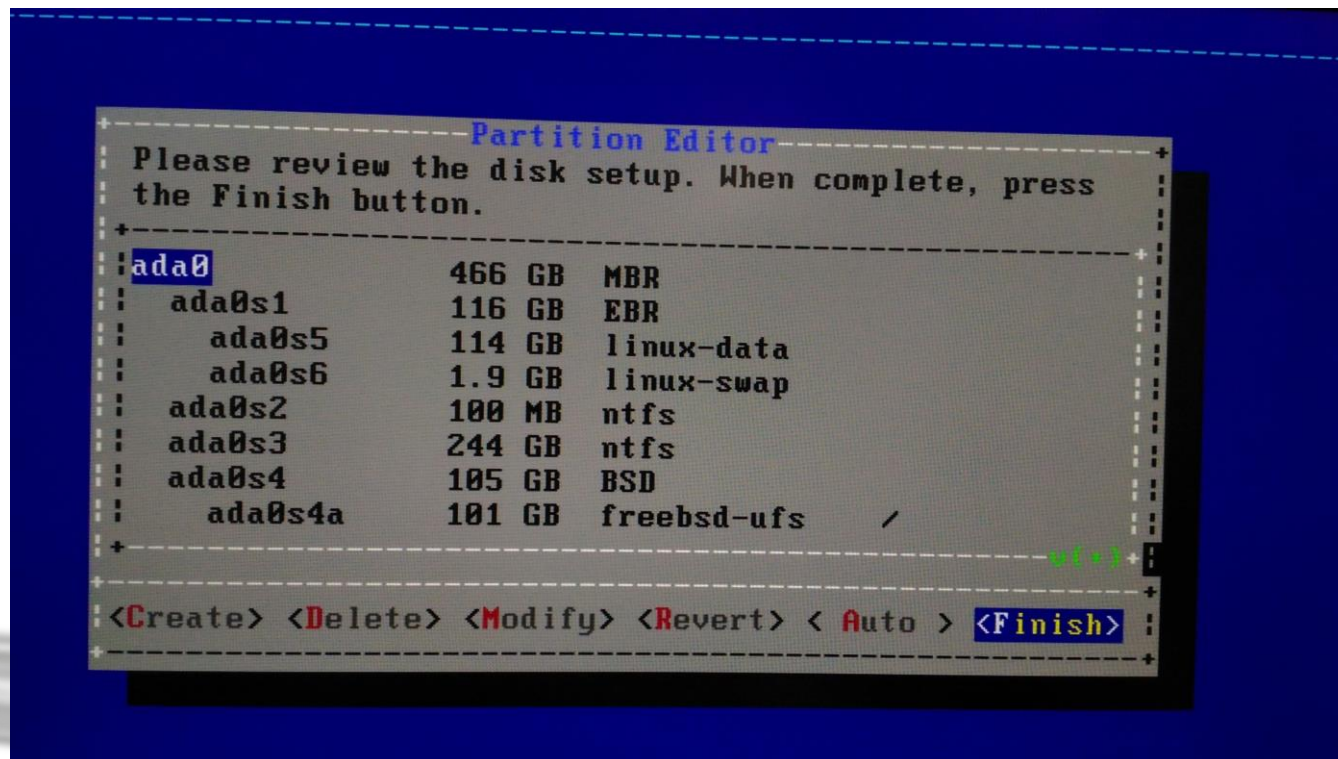 Partition Editor
Please review the disk setup. When complete, press
the Finish button.
ada0 466 GB MBR
ada0s1 116 GB EBR
ada0s5 114 GB linux-data
ada0s6 1.9 GB linux-swap
ada0s2 100 MB ntfs
ada0s3 244 GB ntfs
ada0s4 105 GB BSD
ada0s4a 101 GB freebsd-ufs /
v(+)
<Create> <Delete> <Modify> <Revert> < Auto > <Finish>